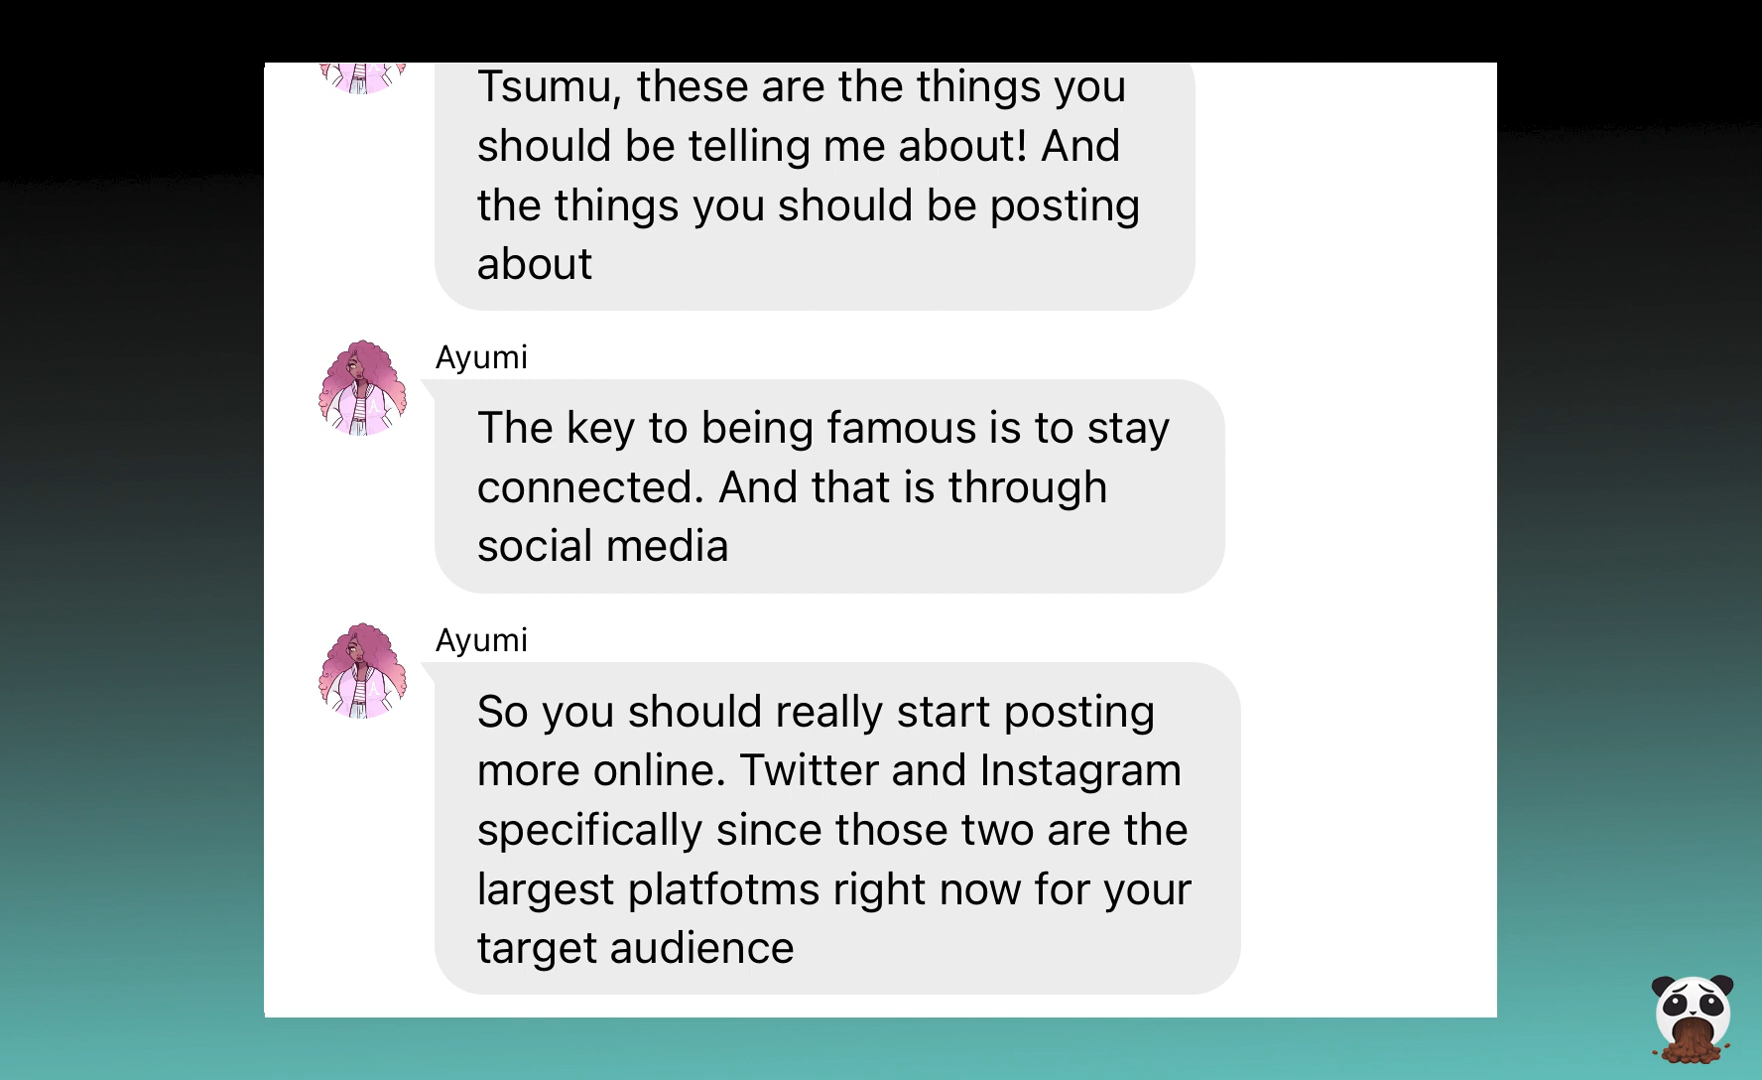 Tsumu, these are the things you
should be telling me about! And
the things you should be posting
about
Ayumi
The key to being famous is to stay
connected. And that is through
social media
Ayumi
So you should really start posting
more online. Twitter and Instagram
specifically since those two are the
largest platfotms right now for your
target audience